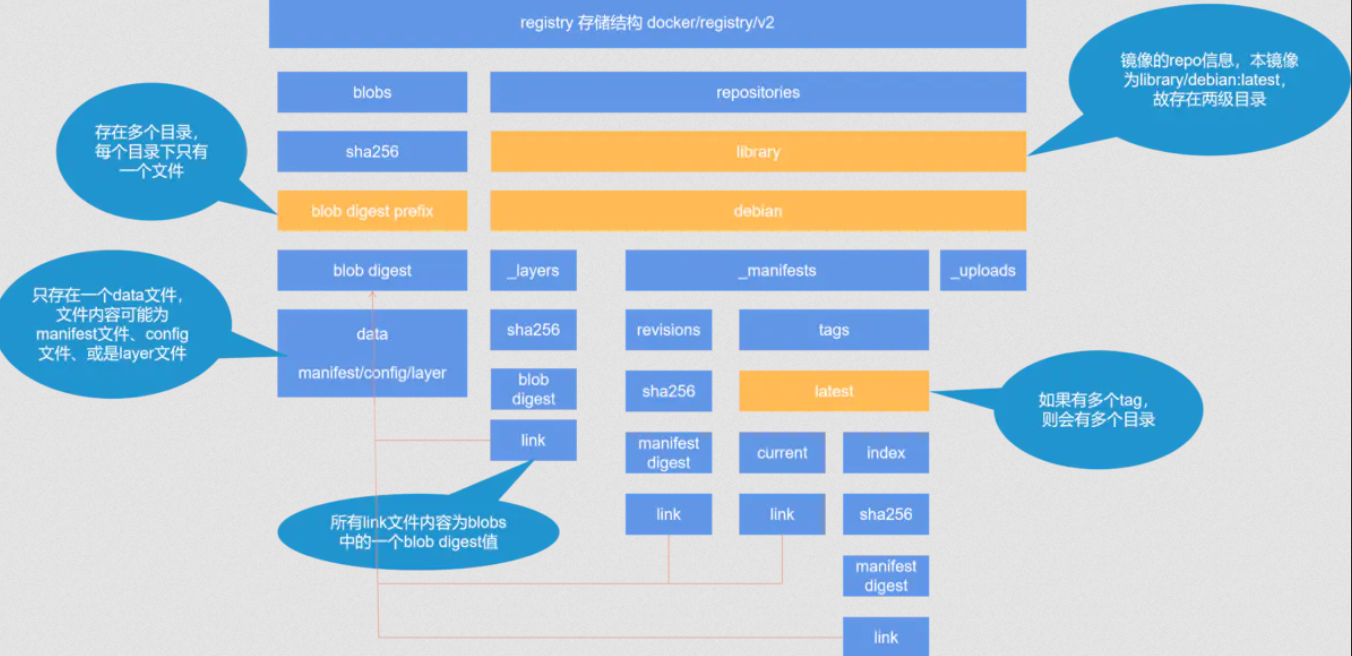 registry 存储结构 docker/registry/v2
镜像的repo信息，本镜像
为library/debian:latest，
故存在两级目录
blobs
repositories
存在多个目录，
每个目录下只有
一个文件
sha256
library
blob digest prefix
debian
blob digest
_layers
_manifests
_uploads
只存在一个data文件，
文件内容可能为
manifest文件、config
文件、或是layer文件
data
manifest/config/layer
sha256
revisions
tags
blob
digest
sha256
latest
如果有多个tag，
则会有多个目录
link
manifest
digest
current
index
所有link文件内容为blobs
中的一个blob digest值
link
link
sha256
manifest
digest
link